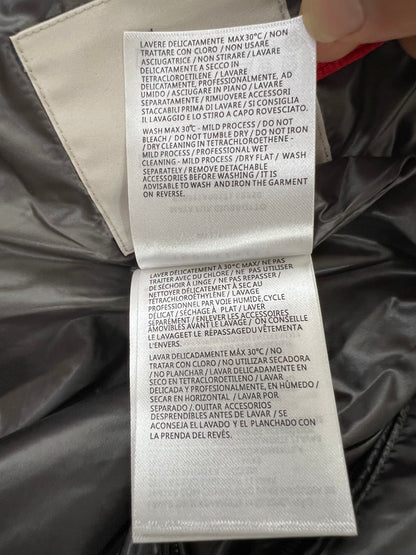 LAVERE DELICATAMENTE MAX 30°C / NON
TRATTARE CON CLORO / NON USARE
ASCIUGATRICE / NON STIRARE / LAVARE
DELICATAMENTE A SECCO IN
TETRACLOROETILENE / LAVARE
DELICATAMENTE, PROFESSIONALMENTE, AD
UMIDO / ASCIUGARE IN PIANO / LAVARE
SEPARATAMENTE / RIMUOVERE ACCESSORI
STACCABILI PRIMA DI LAVARE / SI CONSIGLIA
IL LAVAGGIO E LO STIRO A CAPO ROVESCIATO.
WASH MAX 30°C - MILD PROCESS / DO NOT
BLEACH / DO NOT TUMBLE DRY / DO NOT IRON
/ DRY CLEANING IN TETRACHLOROETHENE -
MILD PROCESS / PROFESSIONAL WET
CLEANING - MILD PROCESS /DRY FLAT / WASH
SEPARATELY / REMOVE DETACHABLE
ACCESSORIES BEFORE WASHING / IT IS
ADVISABLE TO WASH AND IRON THE GARMENT
ON REVERSE.
LAVER DÉLICATEMENT À 30°C MAX/ NE PAS
TRAITER AVEC DU CHLORE / NE PAS UTILISER
DE SÉCHOIR À LINGE / NE PAS REPASSER /
NETTOYER DÉLICATEMENT À SEC AU
TÉTRACHLOROÉTHYLÈNE / LAVAGE
PROFESSIONNEL PAR VOIE HUMIDE,CYCLE
DÉLICAT / SÉCHAGE À PLAT / LAVER
SÉPARÉMENT / ENLEVER LES ACCESSOIRES
AMOVIBLES AVANT LE LAVAGE / ON CONSEILLE
LE LAVAGEET LE RÉPASSAGEDU VÊTEMENTA
L'ENVERS.
LAVAR DELICADAMENTE MÁX 30°C / NO
TRATAR CON CLORO / NO UTILIZAR SECADORA
/ NO PLANCHAR / LAVAR DELICADAMENTE EN
SECO EN TETRACLOROETILENO / LAVAR
DELICADA Y PROFESIONALMENTE, EN HÚMEDO /
SECAR EN HORIZONTAL / LAVAR POR
SEPARADO /.QUITAR ACCESORIOS
DESPRENDIBLES ANTES DE LAVAR / SE
ACONSEJA EL LAVADO Y EL PLANCHADO CON
LA PRENDA DEL REVÉS.